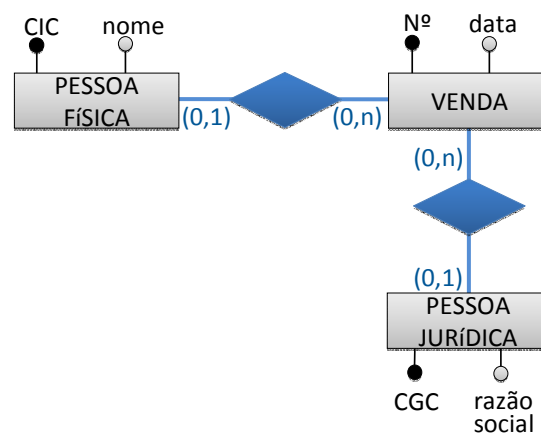 CIC nome Nº data
PESSOA
FíSICA
VENDA
(0,1) (0,n)
(0,n)
(0,1)
PESSOA
JURíDICA
CGC razão
social